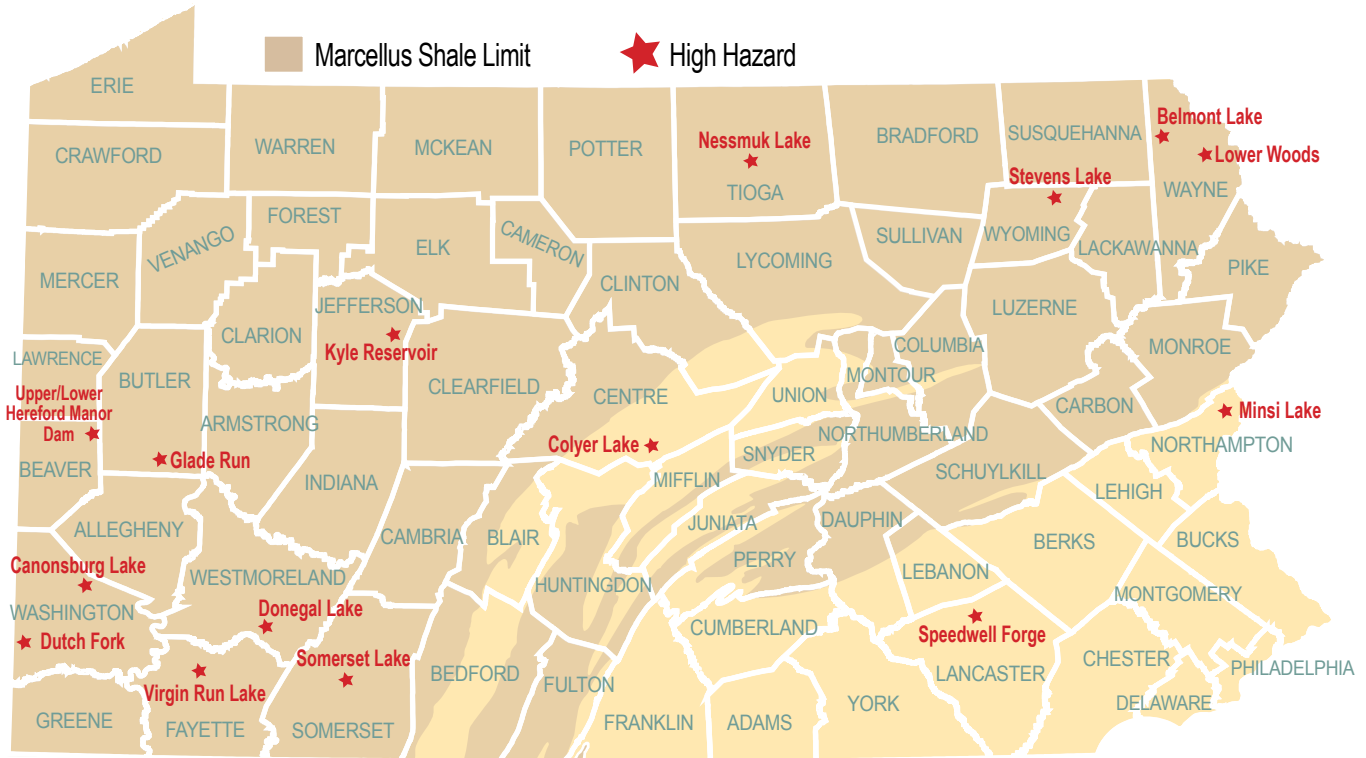 Marcellus Shale Limit
High Hazard
ERIE
CRAWFORD
WARREN
MCKEAN
POTTER
Nessmuk Lake
TIOGA
BRADFORD
SUSQUEHANNA
Belmont Lake
Lower Woods
WAYNE
Stevens Lake
FOREST
VENANGO
ELK
CAMERON
LYCOMING
SULLIVAN
WYOMING
LACKAWANNA
PIKE
MERCER
CLINTON
JEFFERSON
CLARION
Kyle Reservoir
LUZERNE
COLUMBIA
MONROE
LAWRENCE
BUTLER
CLEARFIELD
CENTRE
UNION
MONTOUR
CARBON
Minsi Lake
Upper/Lower
Hereford Manor
Dam
ARMSTRONG
Colyer Lake
NORTHUMBERLAND
NORTHAMPTON
BEAVER
Glade Run
INDIANA
MIFFLIN
SNYDER
SCHUYLKILL
LEHIGH
ALLEGHENY
CAMBRIA
BLAIR
JUNIATA
DAUPHIN
BERKS
BUCKS
Canonsburg Lake
WESTMORELAND
HUNTINGDON
PERRY
LEBANON
MONTGOMERY
WASHINGTON
Donegal Lake
CUMBERLAND
Speedwell Forge
Dutch Fork
Somerset Lake
BEDFORD
FULTON
LANCASTER
CHESTER
PHILADELPHIA
Virgin Run Lake
GREENE
FAYETTE
SOMERSET
FRANKLIN
ADAMS
YORK
DELAWARE